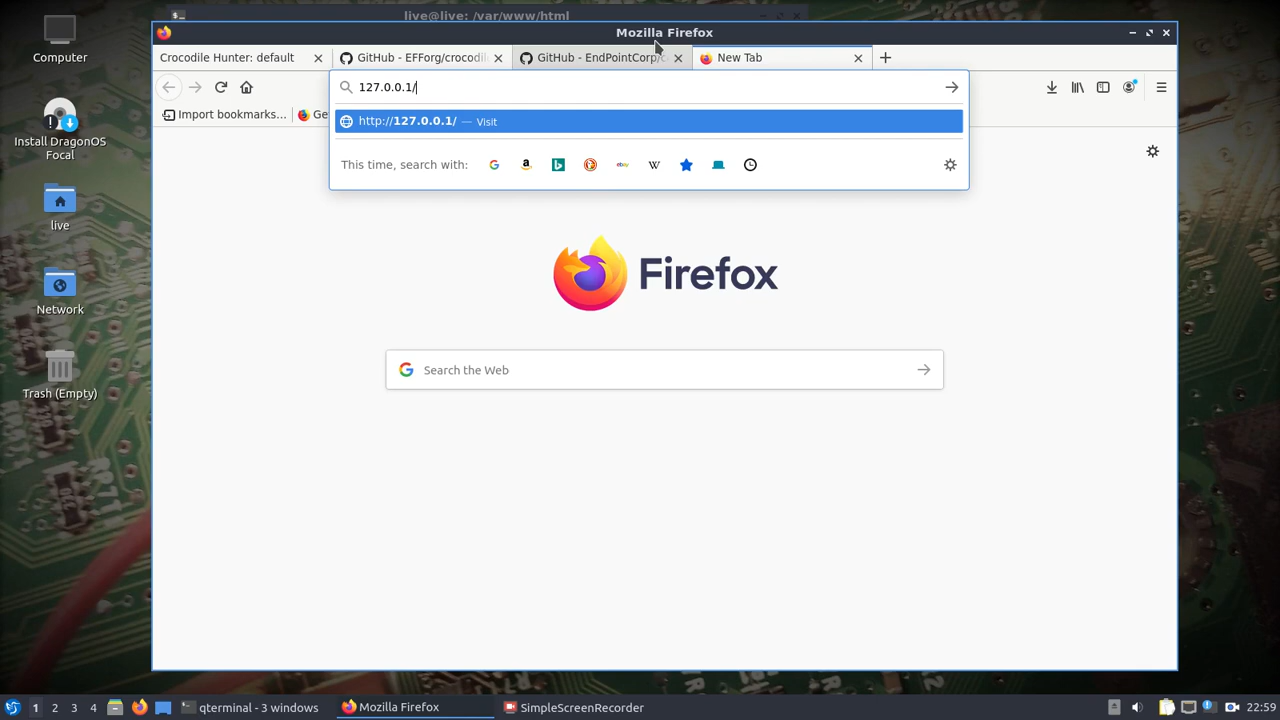 live@live: /var/www/html
Mozilla Firefox
Computer
Install DragonOS
Focal
live
Network
Trash (Empty)
Crocodile Hunter: default
GitHub - EFForg/crocodil
GitHub - EndPointCorp/c
New Tab
127.0.0.1/
Import bookmarks...
Ge
http://127.0.0.1/ — Visit
This time, search with:
Firefox
Search the Web
1 2 3 4
qterminal - 3 windows
Mozilla Firefox
SimpleScreenRecorder
22:59